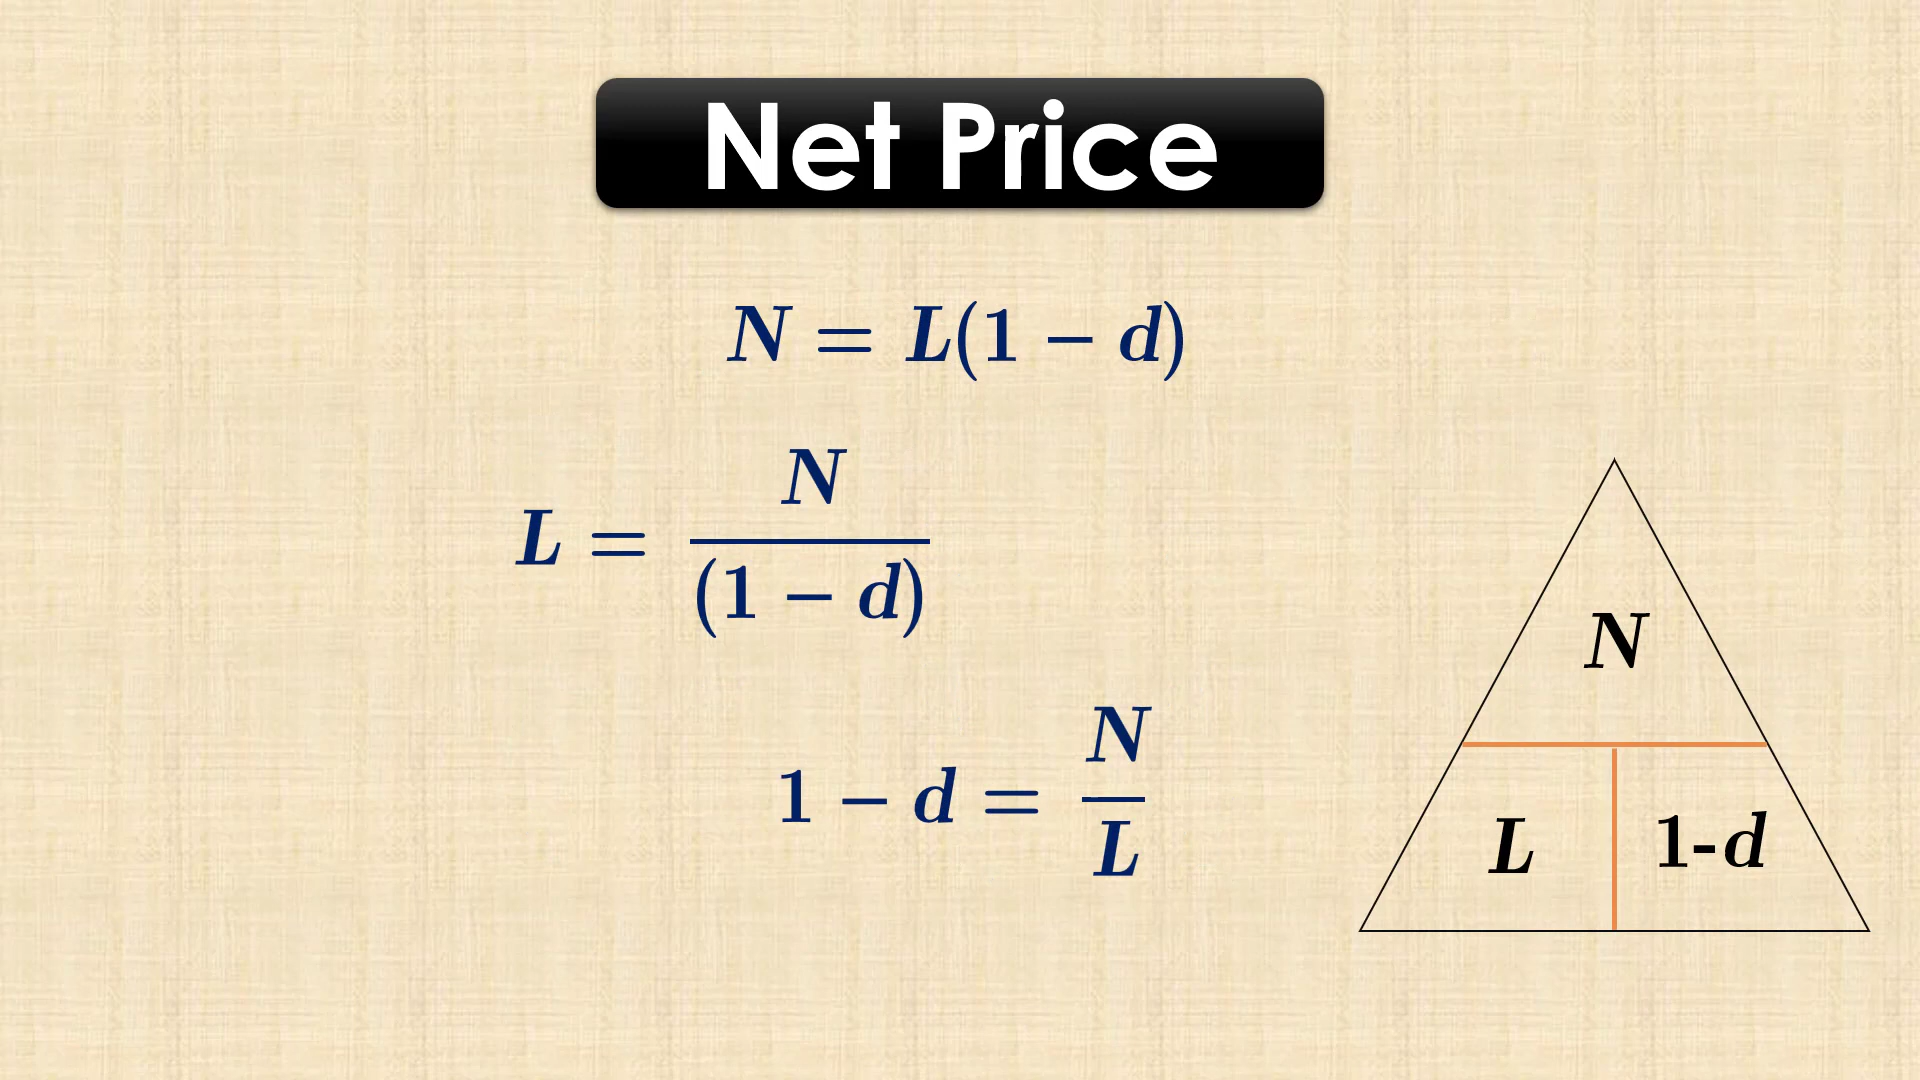 Net Price
N = L(1 − d)
L = N / (1 − d)
1 − d = N / L
N
L
1-d